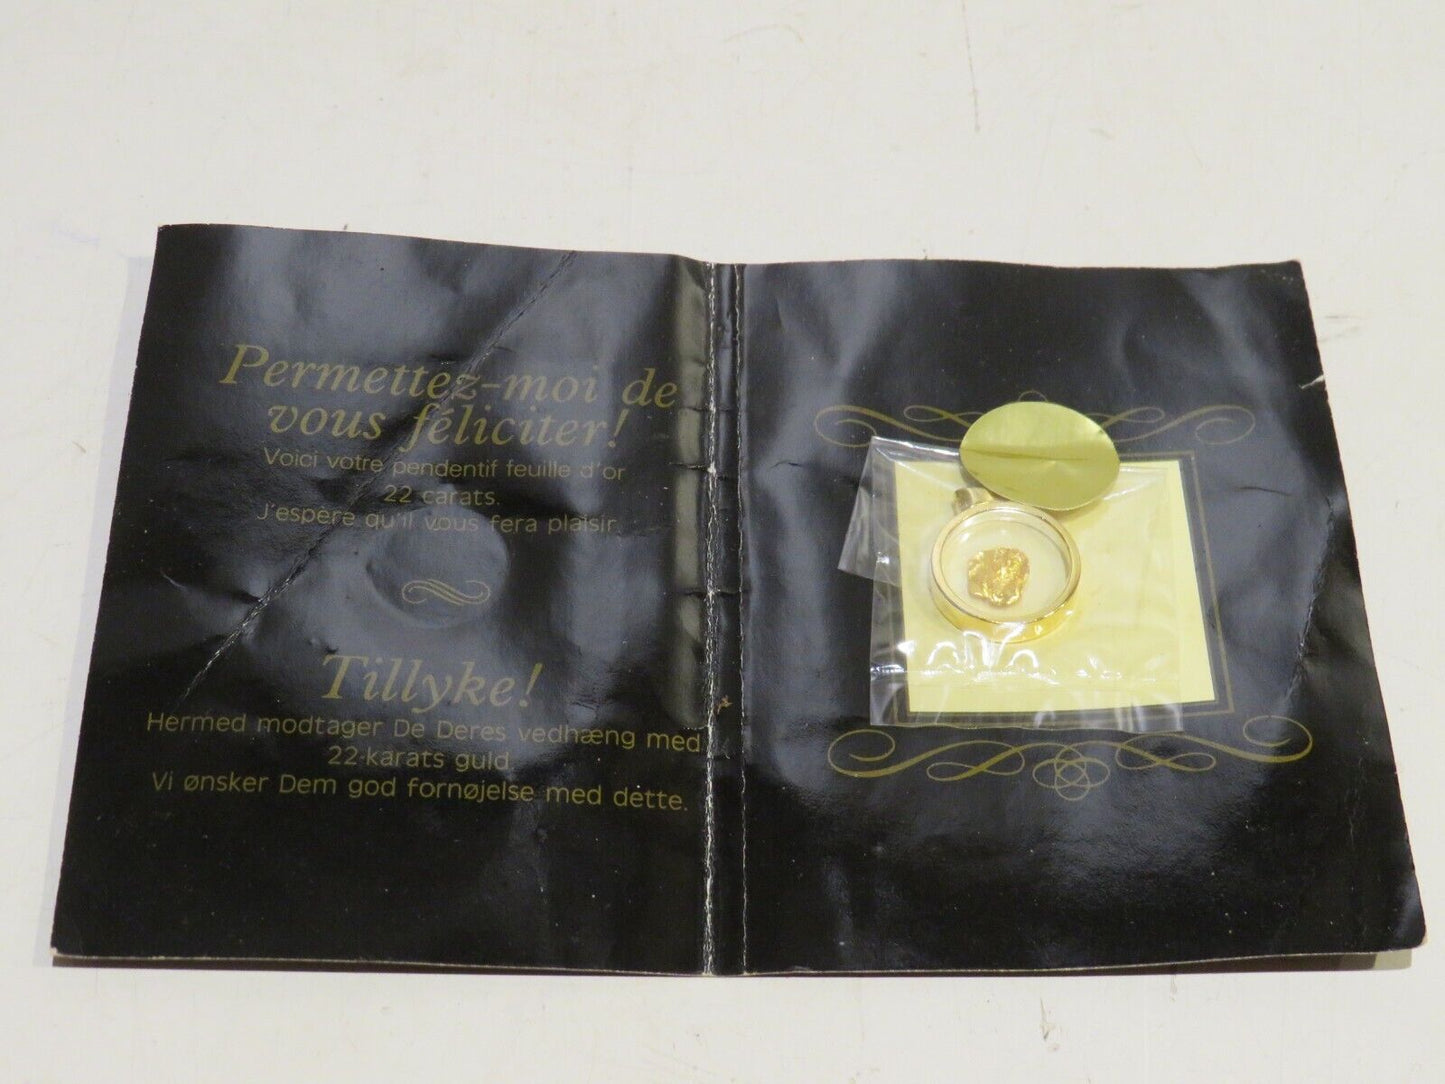 Permettez-moi de
vous féliciter!
Voici votre pendentif feuille d'or
22 carats.
J'espère qu'il vous fera plaisir.
Tillyke!
Hermed modtager De Deres vedhæng med
22-karats guld.
Vi ønsker Dem god fornøjelse med dette.